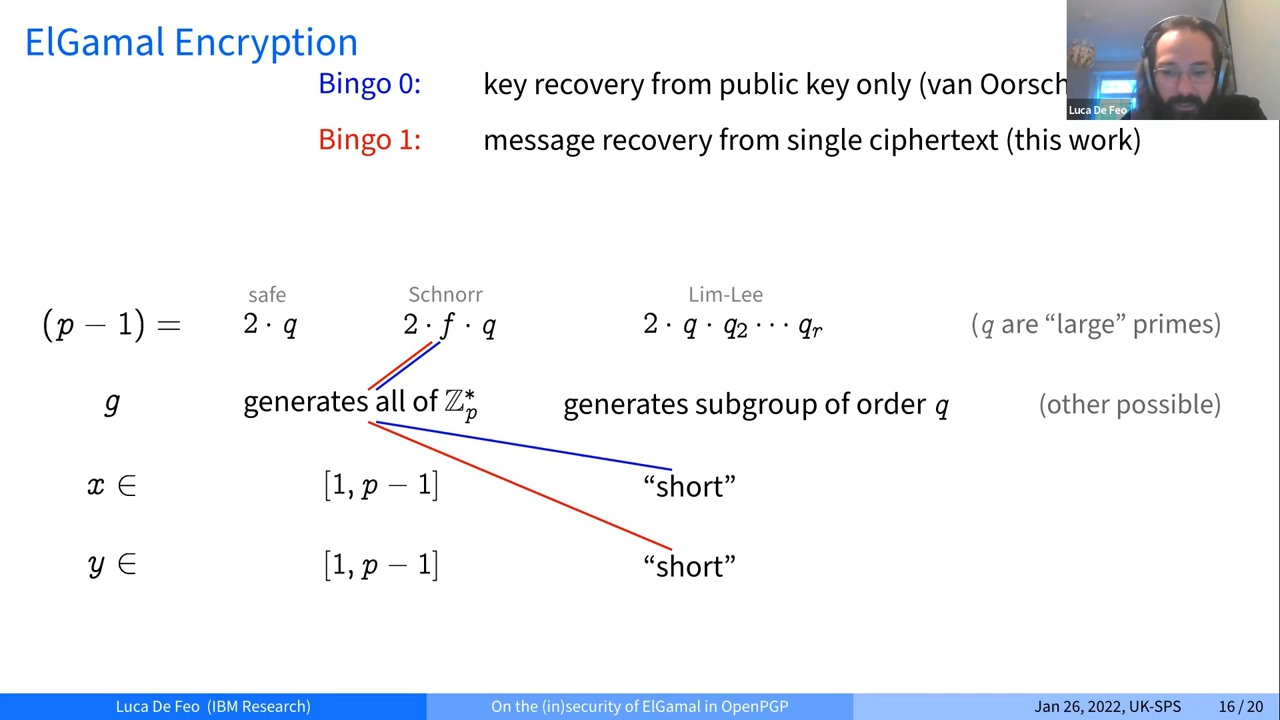 ElGamal Encryption
Bingo 0: key recovery from public key only (van Oorsch
Luca De Feo
Bingo 1: message recovery from single ciphertext (this work)
safe Schnorr Lim-Lee
(p − 1) = 2 · q 2 · f · q 2 · q · q₂ ⋯ qᵣ (q are “large” primes)
g generates all of ℤ*ₚ generates subgroup of order q (other possible)
x ∈ [1, p − 1] “short”
y ∈ [1, p − 1] “short”
Luca De Feo (IBM Research) On the (in)security of ElGamal in OpenPGP Jan 26, 2022, UK-SPS 16 / 20